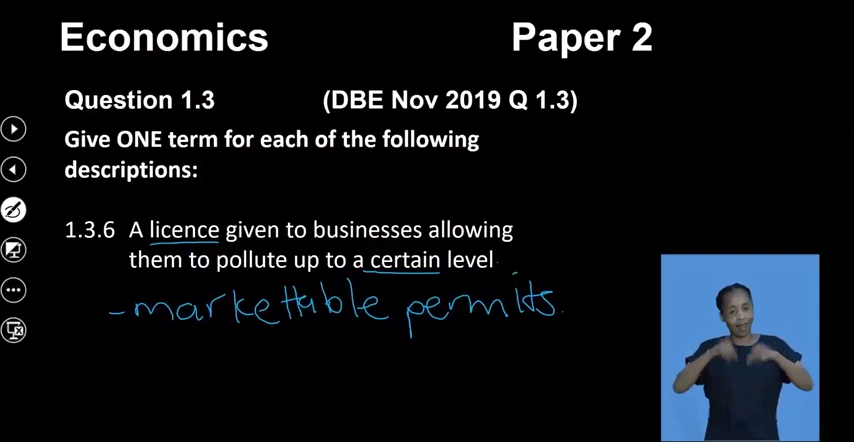 Economics Paper 2
Question 1.3 (DBE Nov 2019 Q 1.3)
Give ONE term for each of the following
descriptions:
1.3.6 A licence given to businesses allowing
them to pollute up to a certain level
- markettable permits.